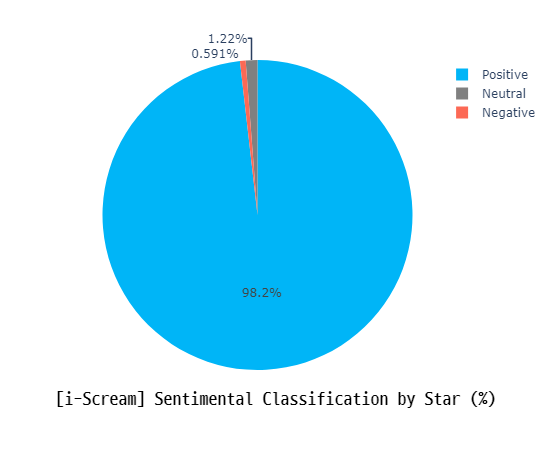 1.22%
0.591%
Positive
Neutral
Negative
98.2%
[i-Scream] Sentimental Classification by Star (%)